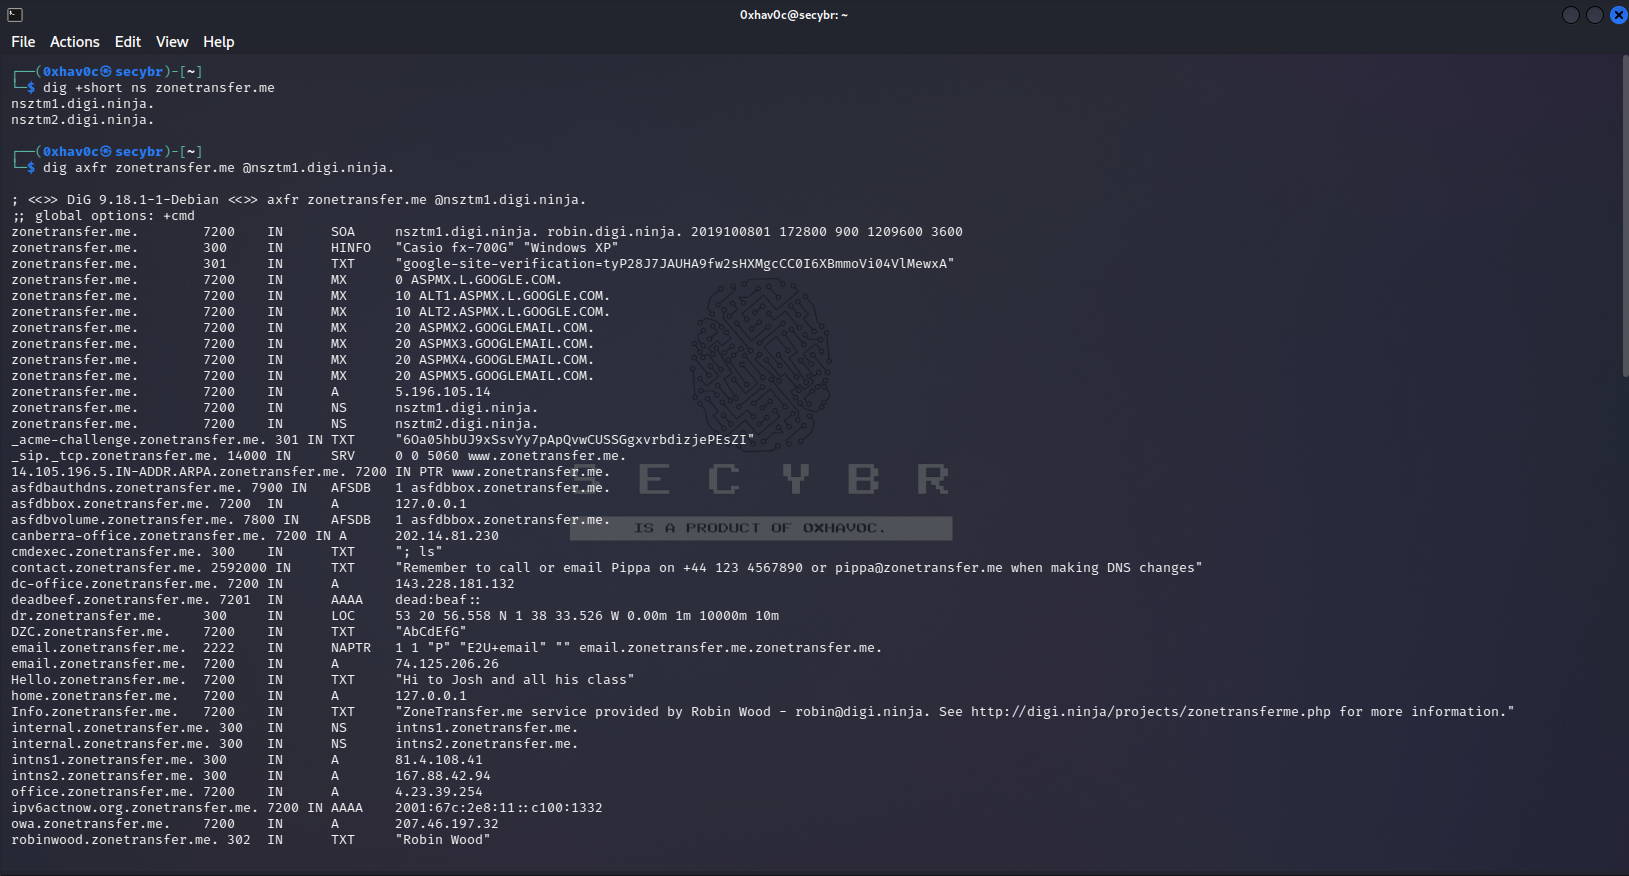 0xhav0c@secybr: ~
File Actions Edit View Help
┌──(0xhav0c㉿secybr)-[~]
└─$ dig +short ns zonetransfer.me
nsztm1.digi.ninja.
nsztm2.digi.ninja.
┌──(0xhav0c㉿secybr)-[~]
└─$ dig axfr zonetransfer.me @nsztm1.digi.ninja.
; <<>> DiG 9.18.1-1-Debian <<>> axfr zonetransfer.me @nsztm1.digi.ninja.
;; global options: +cmd
zonetransfer.me. 7200 IN SOA nsztm1.digi.ninja. robin.digi.ninja. 2019100801 172800 900 1209600 3600
zonetransfer.me. 300 IN HINFO "Casio fx-700G" "Windows XP"
zonetransfer.me. 301 IN TXT "google-site-verification=tyP28J7JAUHA9fw2sHXMgcCC0I6XBmmoVi04VlMewxA"
zonetransfer.me. 7200 IN MX 0 ASPMX.L.GOOGLE.COM.
zonetransfer.me. 7200 IN MX 10 ALT1.ASPMX.L.GOOGLE.COM.
zonetransfer.me. 7200 IN MX 10 ALT2.ASPMX.L.GOOGLE.COM.
zonetransfer.me. 7200 IN MX 20 ASPMX2.GOOGLEMAIL.COM.
zonetransfer.me. 7200 IN MX 20 ASPMX3.GOOGLEMAIL.COM.
zonetransfer.me. 7200 IN MX 20 ASPMX4.GOOGLEMAIL.COM.
zonetransfer.me. 7200 IN MX 20 ASPMX5.GOOGLEMAIL.COM.
zonetransfer.me. 7200 IN A 5.196.105.14
zonetransfer.me. 7200 IN NS nsztm1.digi.ninja.
zonetransfer.me. 7200 IN NS nsztm2.digi.ninja.
_acme-challenge.zonetransfer.me. 301 IN TXT "6Oa05hbUJ9xSsvYy7pApQvwCUSSGgxvrbdizjePEsZI"
_sip._tcp.zonetransfer.me. 14000 IN SRV 0 0 5060 www.zonetransfer.me.
14.105.196.5.IN-ADDR.ARPA.zonetransfer.me. 7200 IN PTR www.zonetransfer.me.
asfdbauthdns.zonetransfer.me. 7900 IN AFSDB 1 asfdbbox.zonetransfer.me.
asfdbbox.zonetransfer.me. 7200 IN A 127.0.0.1
asfdbvolume.zonetransfer.me. 7800 IN AFSDB 1 asfdbbox.zonetransfer.me.
canberra-office.zonetransfer.me. 7200 IN A 202.14.81.230
cmdexec.zonetransfer.me. 300 IN TXT "; ls"
contact.zonetransfer.me. 2592000 IN TXT "Remember to call or email Pippa on +44 123 4567890 or pippa@zonetransfer.me when making DNS changes"
dc-office.zonetransfer.me. 7200 IN A 143.228.181.132
deadbeef.zonetransfer.me. 7201 IN AAAA dead:beaf::
dr.zonetransfer.me. 300 IN LOC 53 20 56.558 N 1 38 33.526 W 0.00m 1m 10000m 10m
DZC.zonetransfer.me. 7200 IN TXT "AbCdEfG"
email.zonetransfer.me. 2222 IN NAPTR 1 1 "P" "E2U+email" "" email.zonetransfer.me.zonetransfer.me.
email.zonetransfer.me. 7200 IN A 74.125.206.26
Hello.zonetransfer.me. 7200 IN TXT "Hi to Josh and all his class"
home.zonetransfer.me. 7200 IN A 127.0.0.1
Info.zonetransfer.me. 7200 IN TXT "ZoneTransfer.me service provided by Robin Wood - robin@digi.ninja. See http://digi.ninja/projects/zonetransferme.php for more information."
internal.zonetransfer.me. 300 IN NS intns1.zonetransfer.me.
internal.zonetransfer.me. 300 IN NS intns2.zonetransfer.me.
intns1.zonetransfer.me. 300 IN A 81.4.108.41
intns2.zonetransfer.me. 300 IN A 167.88.42.94
office.zonetransfer.me. 7200 IN A 4.23.39.254
ipv6actnow.org.zonetransfer.me. 7200 IN AAAA 2001:67c:2e8:11::c100:1332
owa.zonetransfer.me. 7200 IN A 207.46.197.32
robinwood.zonetransfer.me. 302 IN TXT "Robin Wood"
SECYBR
IS A PRODUCT OF 0XHAV0C.